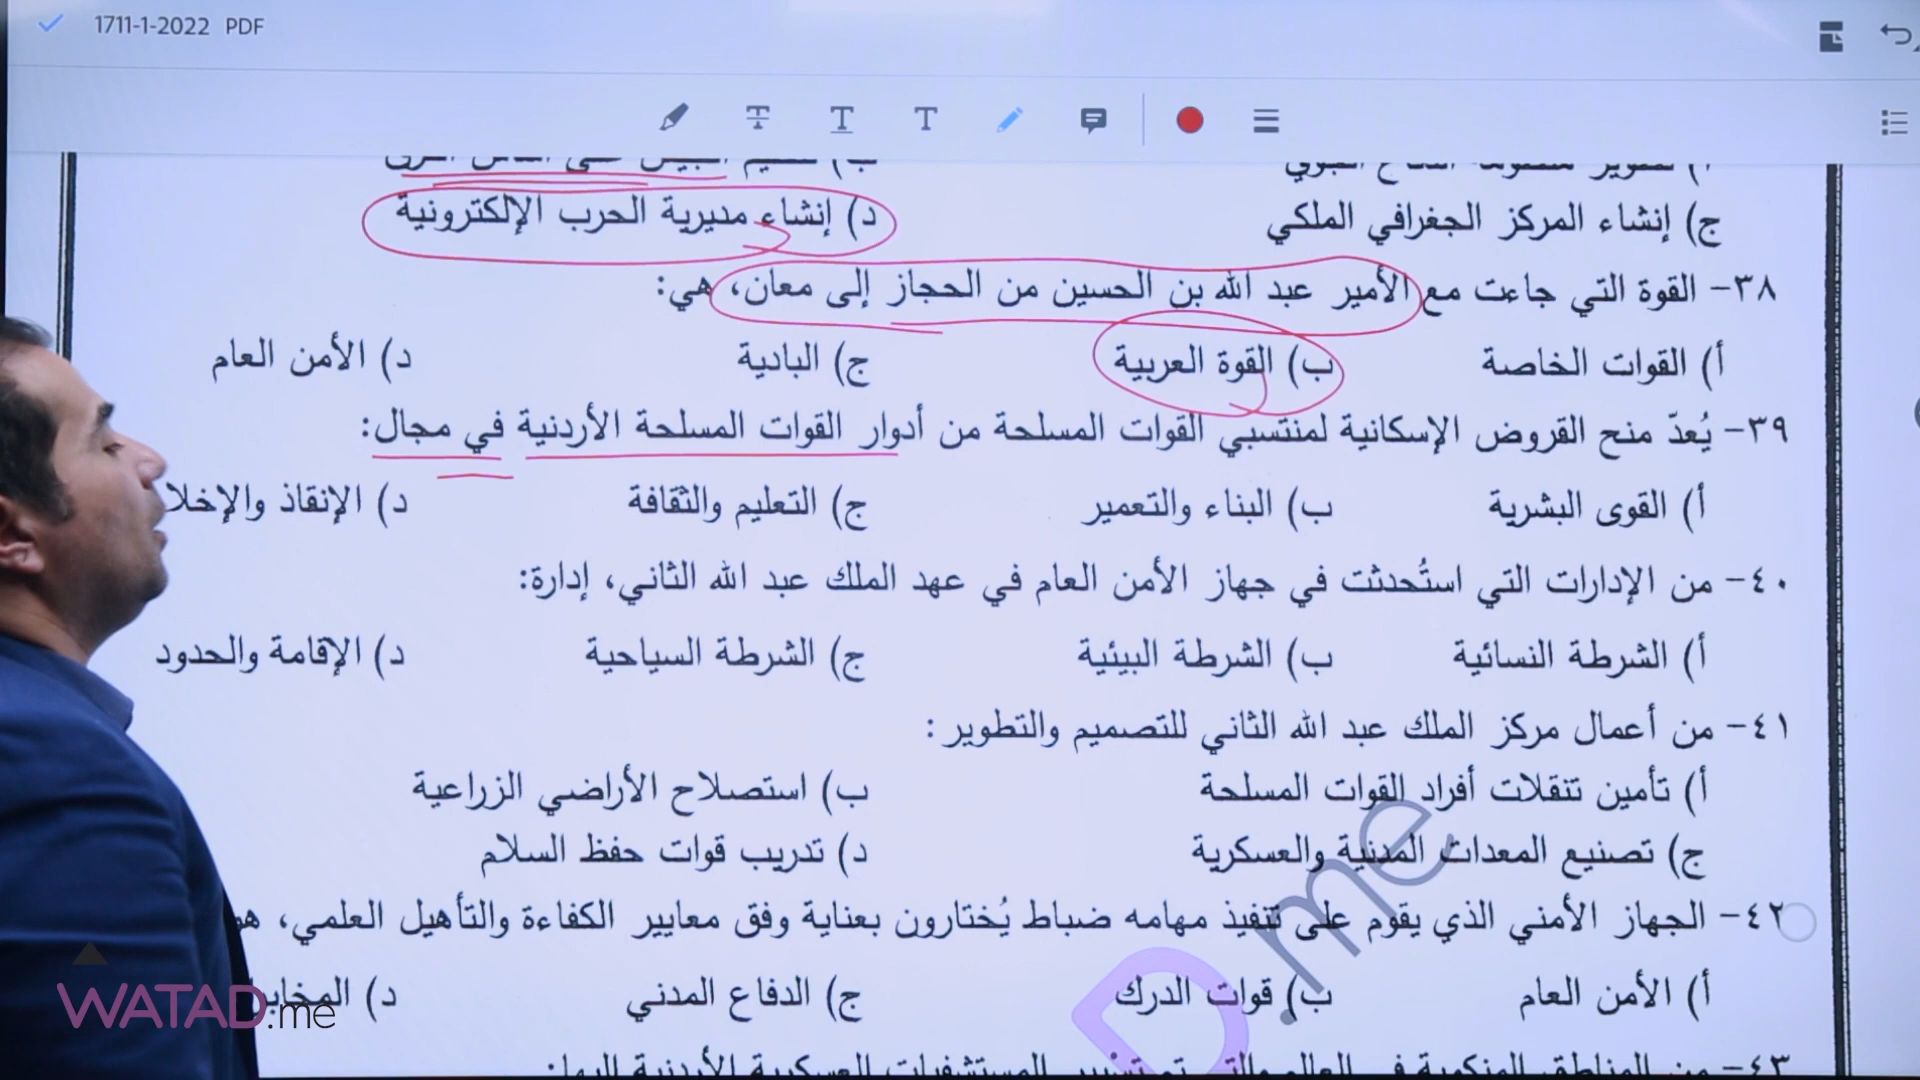 1711-1-2022 PDF
ج) إنشاء المركز الجغرافي الملكي د) إنشاء مديرية الحرب الإلكترونية
٣٨- القوة التي جاءت مع الأمير عبد الله بن الحسين من الحجاز إلى معان، هي:
أ) القوات الخاصة ب) القوة العربية ج) البادية د) الأمن العام
٣٩- يُعدّ منح القروض الإسكانية لمنتسبي القوات المسلحة من أدوار القوات المسلحة الأردنية في مجال:
أ) القوى البشرية ب) البناء والتعمير ج) التعليم والثقافة د) الإنقاذ والإخلا
٤٠- من الإدارات التي استُحدثت في جهاز الأمن العام في عهد الملك عبد الله الثاني، إدارة:
أ) الشرطة النسائية ب) الشرطة البيئية ج) الشرطة السياحية د) الإقامة والحدود
٤١- من أعمال مركز الملك عبد الله الثاني للتصميم والتطوير:
أ) تأمين تنقلات أفراد القوات المسلحة ب) استصلاح الأراضي الزراعية
ج) تصنيع المعدات المدنية والعسكرية د) تدريب قوات حفظ السلام
٤٢- الجهاز الأمني الذي يقوم على تنفيذ مهامه ضباط يُختارون بعناية وفق معايير الكفاءة والتأهيل العلمي، هو
أ) الأمن العام ب) قوات الدرك ج) الدفاع المدني د)
D.me
WATAD.me